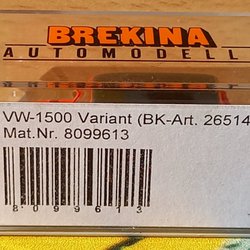 BREKINA
AUTOMODELL
VW-1500 Variant (BK-Art. 26514
Mat.Nr. 8099613
8099613